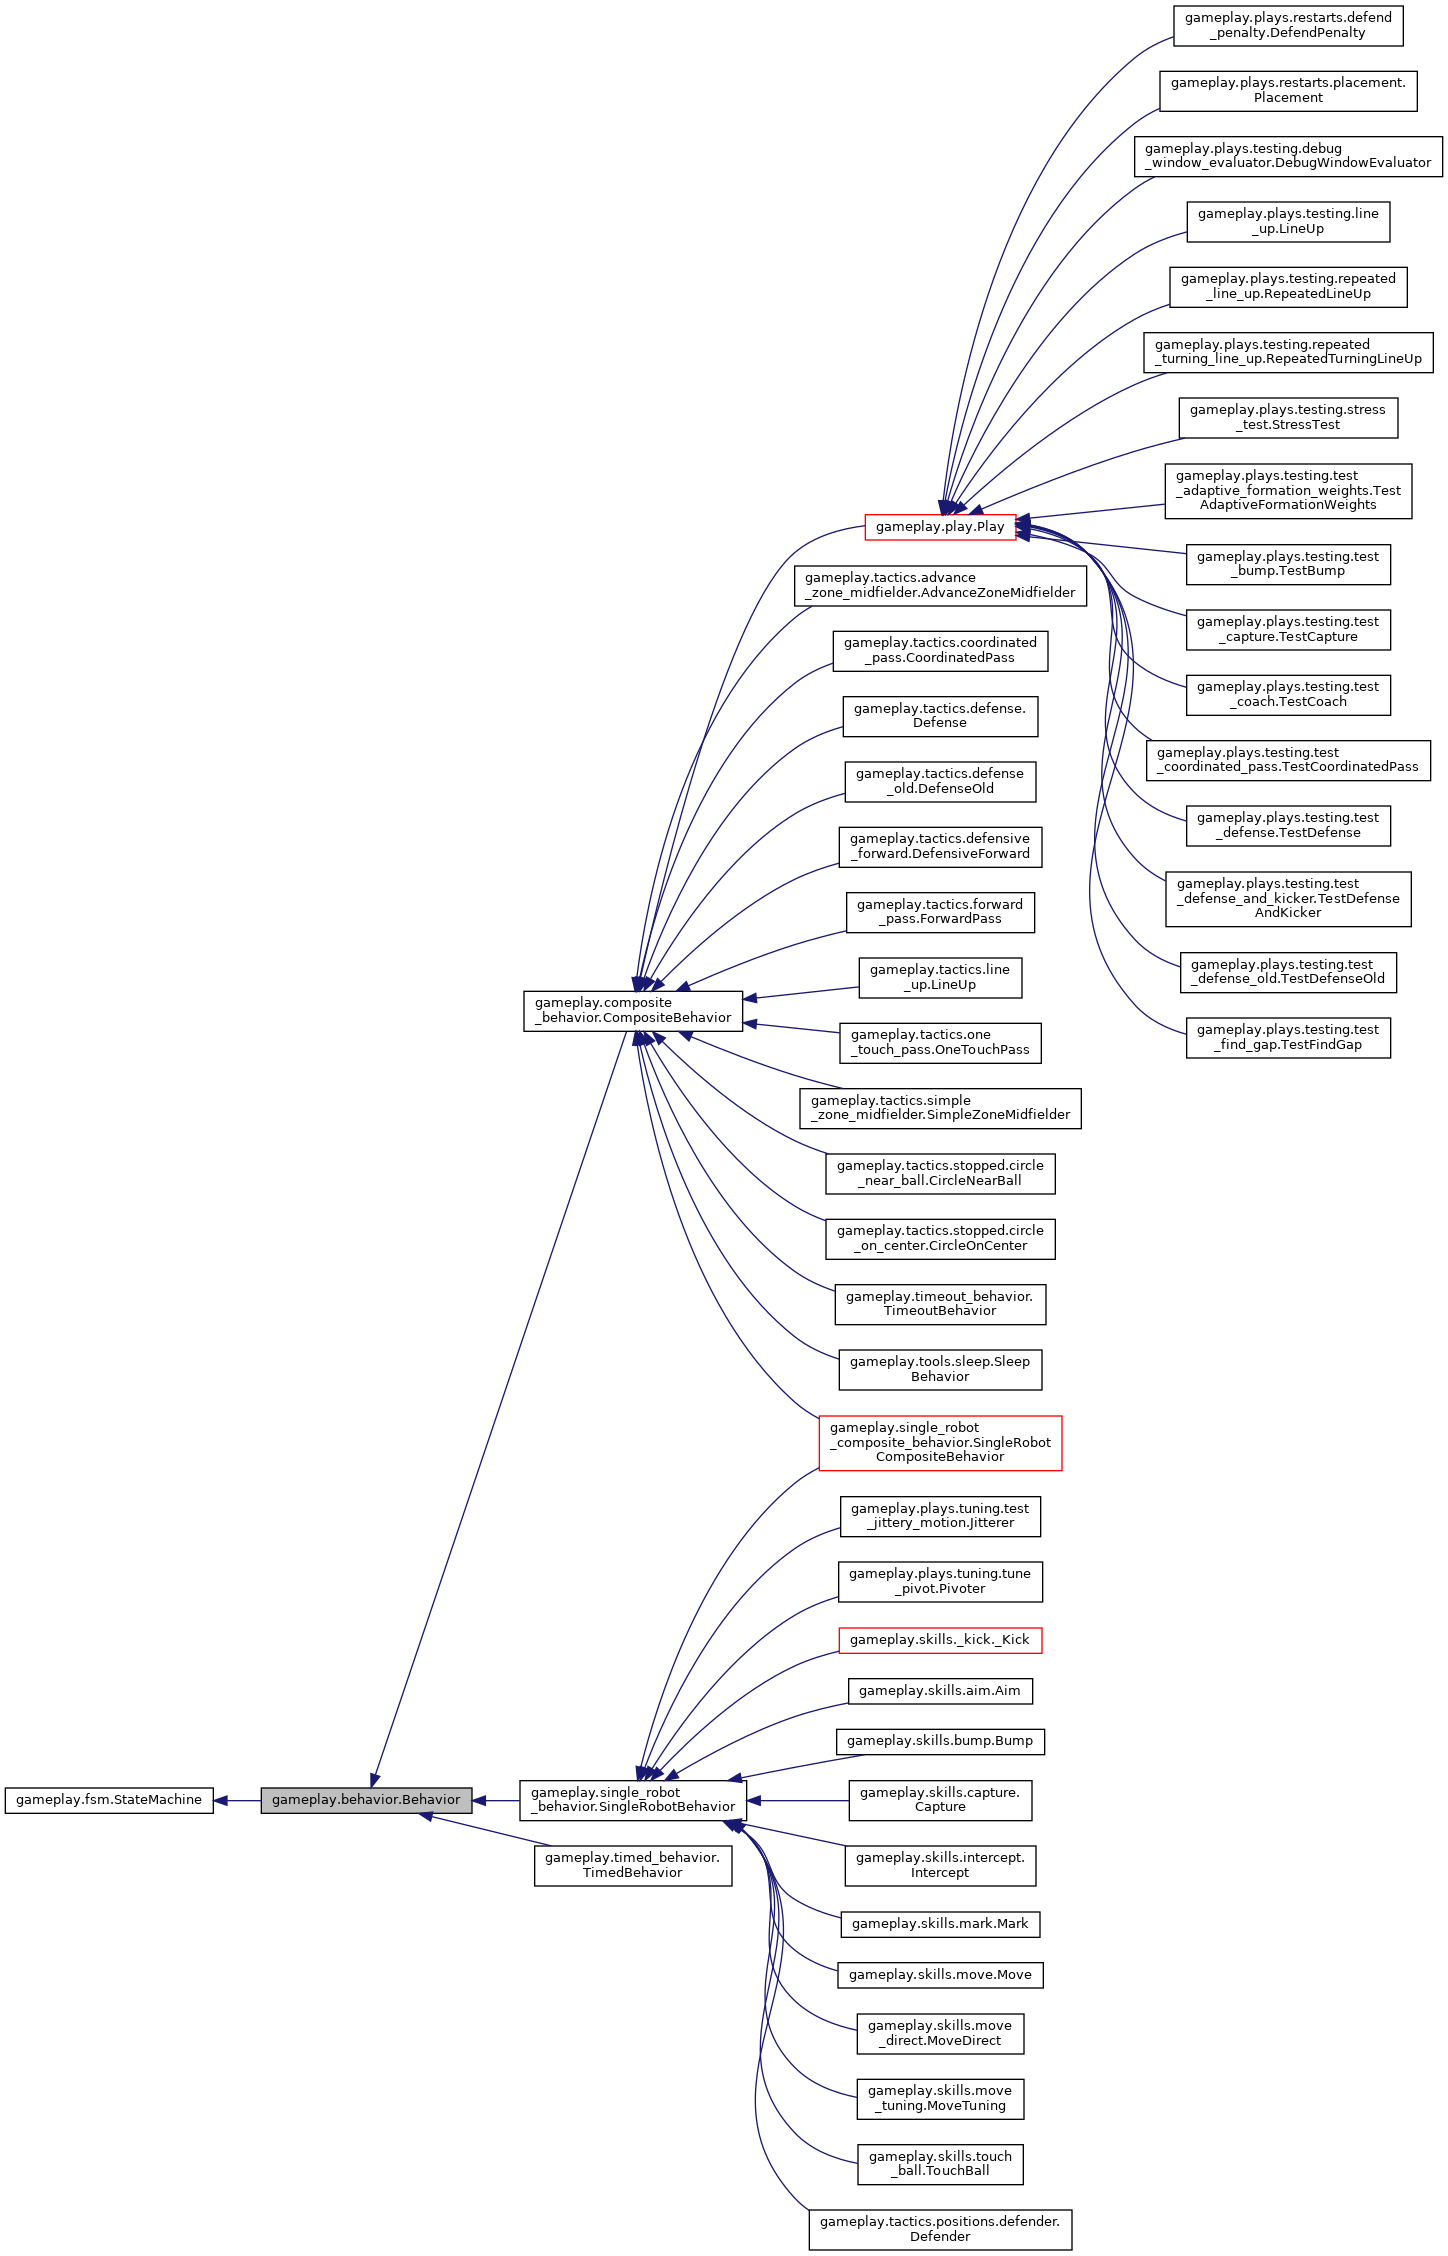 gameplay.plays.restarts.defend
_penalty.DefendPenalty
gameplay.plays.restarts.placement.
Placement
gameplay.plays.testing.debug
_window_evaluator.DebugWindowEvaluator
gameplay.plays.testing.line
_up.LineUp
gameplay.plays.testing.repeated
_line_up.RepeatedLineUp
gameplay.plays.testing.repeated
_turning_line_up.RepeatedTurningLineUp
gameplay.plays.testing.stress
_test.StressTest
gameplay.plays.testing.test
_adaptive_formation_weights.Test
AdaptiveFormationWeights
gameplay.play.Play
gameplay.plays.testing.test
_bump.TestBump
gameplay.tactics.advance
_zone_midfielder.AdvanceZoneMidfielder
gameplay.plays.testing.test
_capture.TestCapture
gameplay.tactics.coordinated
_pass.CoordinatedPass
gameplay.plays.testing.test
_coach.TestCoach
gameplay.tactics.defense.
Defense
gameplay.plays.testing.test
_coordinated_pass.TestCoordinatedPass
gameplay.tactics.defense
_old.DefenseOld
gameplay.plays.testing.test
_defense.TestDefense
gameplay.tactics.defensive
_forward.DefensiveForward
gameplay.plays.testing.test
_defense_and_kicker.TestDefense
AndKicker
gameplay.tactics.forward
_pass.ForwardPass
gameplay.plays.testing.test
_defense_old.TestDefenseOld
gameplay.tactics.line
_up.LineUp
gameplay.plays.testing.test
_find_gap.TestFindGap
gameplay.composite
_behavior.CompositeBehavior
gameplay.tactics.one
_touch_pass.OneTouchPass
gameplay.tactics.simple
_zone_midfielder.SimpleZoneMidfielder
gameplay.tactics.stopped.circle
_near_ball.CircleNearBall
gameplay.tactics.stopped.circle
_on_center.CircleOnCenter
gameplay.timeout_behavior.
TimeoutBehavior
gameplay.tools.sleep.Sleep
Behavior
gameplay.single_robot
_composite_behavior.SingleRobot
CompositeBehavior
gameplay.plays.tuning.test
_jittery_motion.Jitterer
gameplay.plays.tuning.tune
_pivot.Pivoter
gameplay.skills._kick._Kick
gameplay.skills.aim.Aim
gameplay.skills.bump.Bump
gameplay.fsm.StateMachine
gameplay.behavior.Behavior
gameplay.single_robot
_behavior.SingleRobotBehavior
gameplay.skills.capture.
Capture
gameplay.timed_behavior.
TimedBehavior
gameplay.skills.intercept.
Intercept
gameplay.skills.mark.Mark
gameplay.skills.move.Move
gameplay.skills.move
_direct.MoveDirect
gameplay.skills.move
_tuning.MoveTuning
gameplay.skills.touch
_ball.TouchBall
gameplay.tactics.positions.defender.
Defender